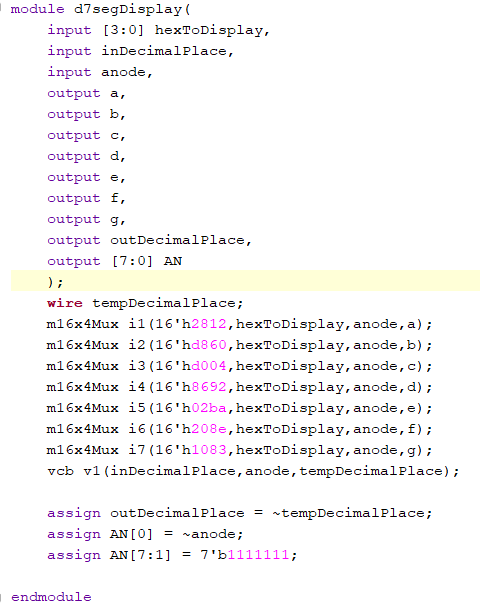 module d7segDisplay(
input [3:0] hexToDisplay,
input inDecimalPlace,
input anode,
output a,
output b,
output c,
output d,
output e,
output f,
output g,
output outDecimalPlace,
output [7:0] AN
);
wire tempDecimalPlace;
m16x4Mux i1(16'h2812,hexToDisplay,anode,a);
m16x4Mux i2(16'hd860,hexToDisplay,anode,b);
m16x4Mux i3(16'hd004,hexToDisplay,anode,c);
m16x4Mux i4(16'h8692,hexToDisplay,anode,d);
m16x4Mux i5(16'h02ba,hexToDisplay,anode,e);
m16x4Mux i6(16'h208e,hexToDisplay,anode,f);
m16x4Mux i7(16'h1083,hexToDisplay,anode,g);
vcb v1(inDecimalPlace,anode,tempDecimalPlace);
assign outDecimalPlace = ~tempDecimalPlace;
assign AN[0] = ~anode;
assign AN[7:1] = 7'b1111111;
endmodule